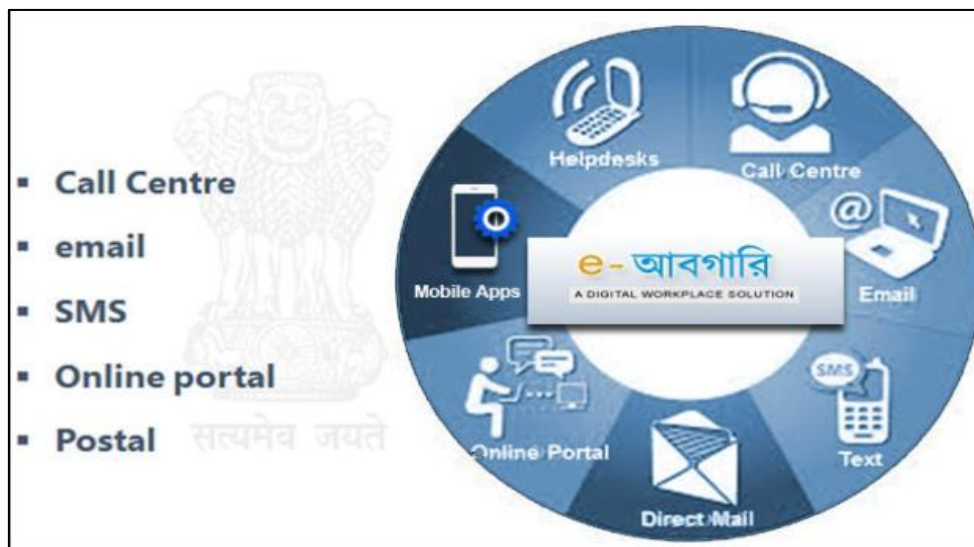 ▪ Call Centre
▪ email
▪ SMS
▪ Online portal
▪ Postal
सत्यमेव जयते
Helpdesks
Call Centre
@
Email
SMS
Text
Direct Mail
Online Portal
Mobile Apps
e-আবগারি
A DIGITAL WORKPLACE SOLUTION